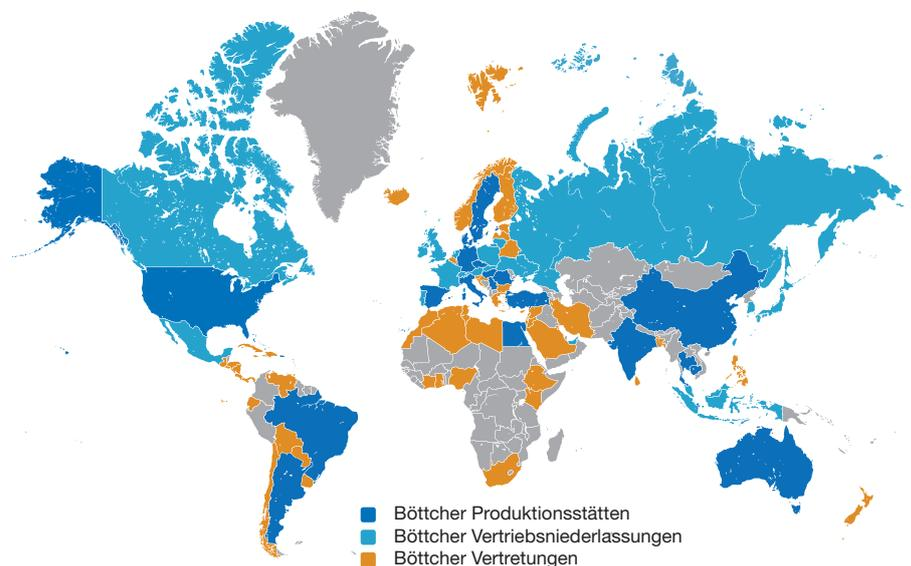 Böttcher Produktionsstätten
Böttcher Vertriebsniederlassungen
Böttcher Vertretungen